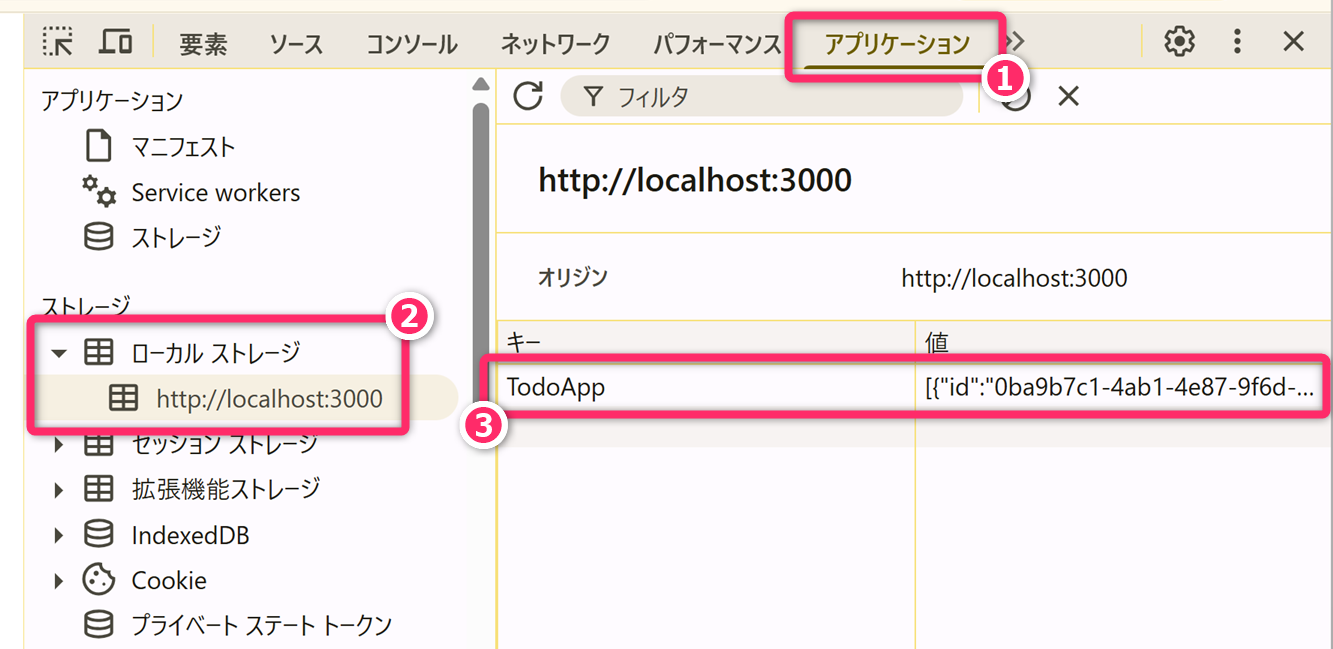 要素 ソース コンソール ネットワーク パフォーマンス アプリケーション
1
アプリケーション
マニフェスト
Service workers
ストレージ
ストレージ
2
ローカル ストレージ
http://localhost:3000
セッション ストレージ
拡張機能ストレージ
IndexedDB
Cookie
プライベート ステート トークン
フィルタ
http://localhost:3000
オリジン http://localhost:3000
キー 値
3
TodoApp [{"id":"0ba9b7c1-4ab1-4e87-9f6d-...